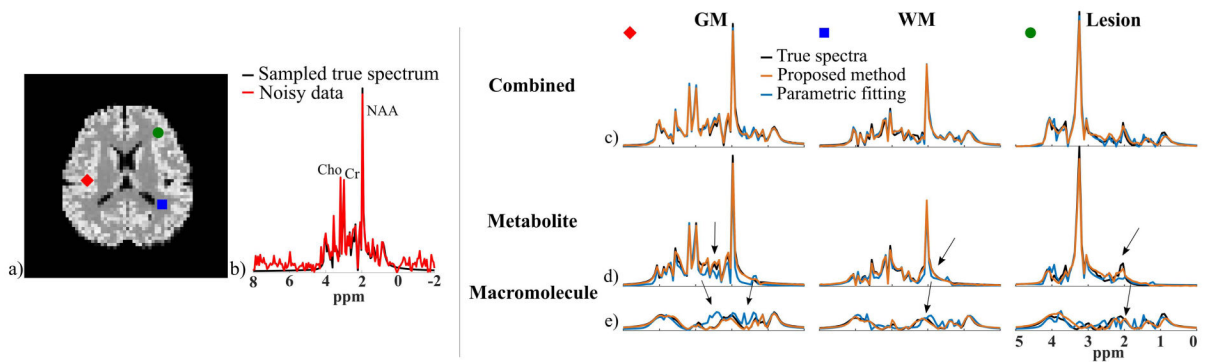 a)
b)
Sampled true spectrum
Noisy data
NAA
Cho
Cr
8 6 4 2 0 -2
ppm
GM WM Lesion
True spectra
Proposed method
Parametric fitting
Combined
c)
Metabolite
d)
Macromolecule
e)
5 4 3 2 1 0
ppm